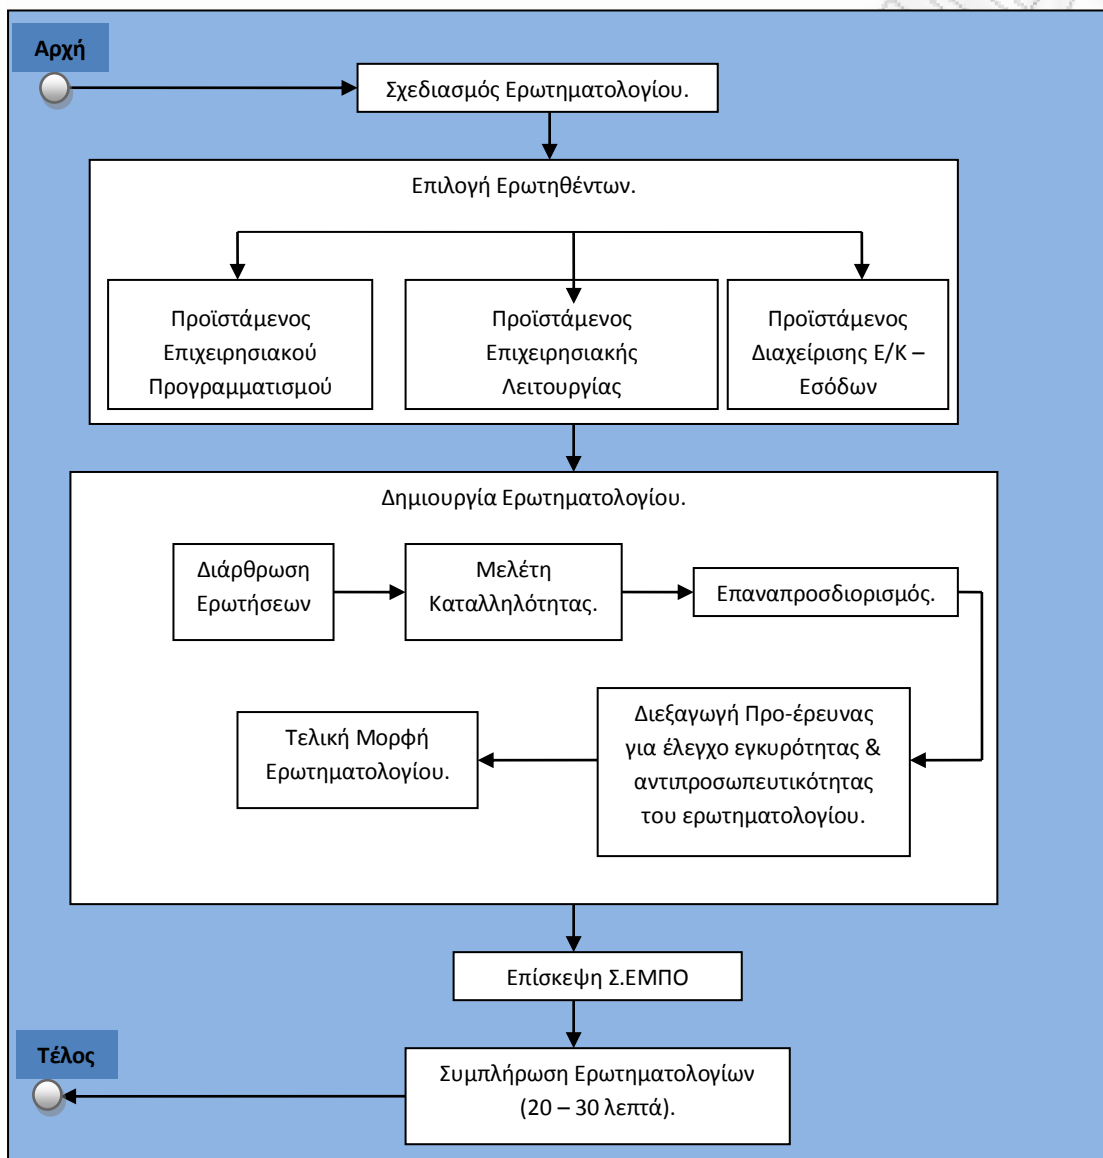 Αρχή
Σχεδιασμός Ερωτηματολογίου.
Επιλογή Ερωτηθέντων.
Προϊστάμενος
Επιχειρησιακού
Προγραμματισμού
Προϊστάμενος
Επιχειρησιακής
Λειτουργίας
Προϊστάμενος
Διαχείρισης Ε/Κ –
Εσόδων
Δημιουργία Ερωτηματολογίου.
Διάρθρωση
Ερωτήσεων
Μελέτη
Καταλληλότητας.
Επαναπροσδιορισμός.
Διεξαγωγή Προ-έρευνας
για έλεγχο εγκυρότητας &
αντιπροσωπευτικότητας
του ερωτηματολογίου.
Τελική Μορφή
Ερωτηματολογίου.
Επίσκεψη Σ.ΕΜΠΟ
Τέλος
Συμπλήρωση Ερωτηματολογίων
(20 – 30 λεπτά).